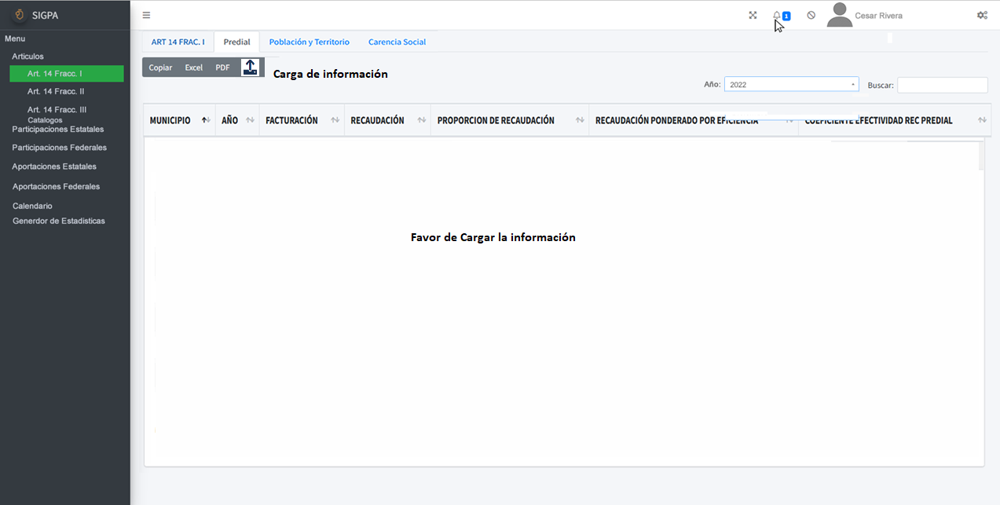 SIGPA
1
Cesar Rivera
Menu
Articulos
Art. 14 Fracc. I
Art. 14 Fracc. II
Art. 14 Fracc. III
Catalogos
Participaciones Estatales
Participaciones Federales
Aportaciones Estatales
Aportaciones Federales
Calendario
Generdor de Estadisticas
ART 14 FRAC. I Predial Población y Territorio Carencia Social
Copiar Excel PDF
Carga de información
Año: 2022 Buscar:
MUNICIPIO AÑO FACTURACIÓN RECAUDACIÓN PROPORCION DE RECAUDACIÓN RECAUDACIÓN PONDERADO POR EFICIENCIA COEFICIENTE EFECTIVIDAD REC PREDIAL
Favor de Cargar la información